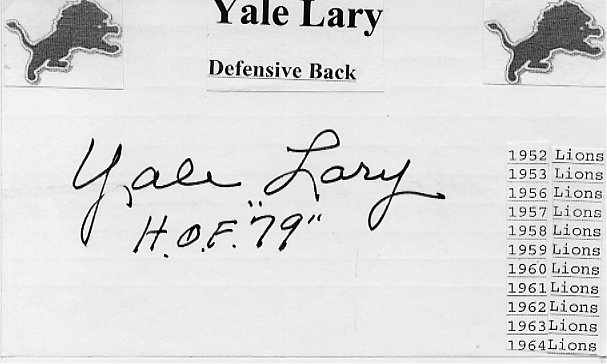 Yale Lary
Defensive Back
Yale Lary
H.O.F. "79"
1952 Lions
1953 Lions
1956 Lions
1957 Lions
1958 Lions
1959 Lions
1960 Lions
1961 Lions
1962 Lions
1963 Lions
1964 Lions